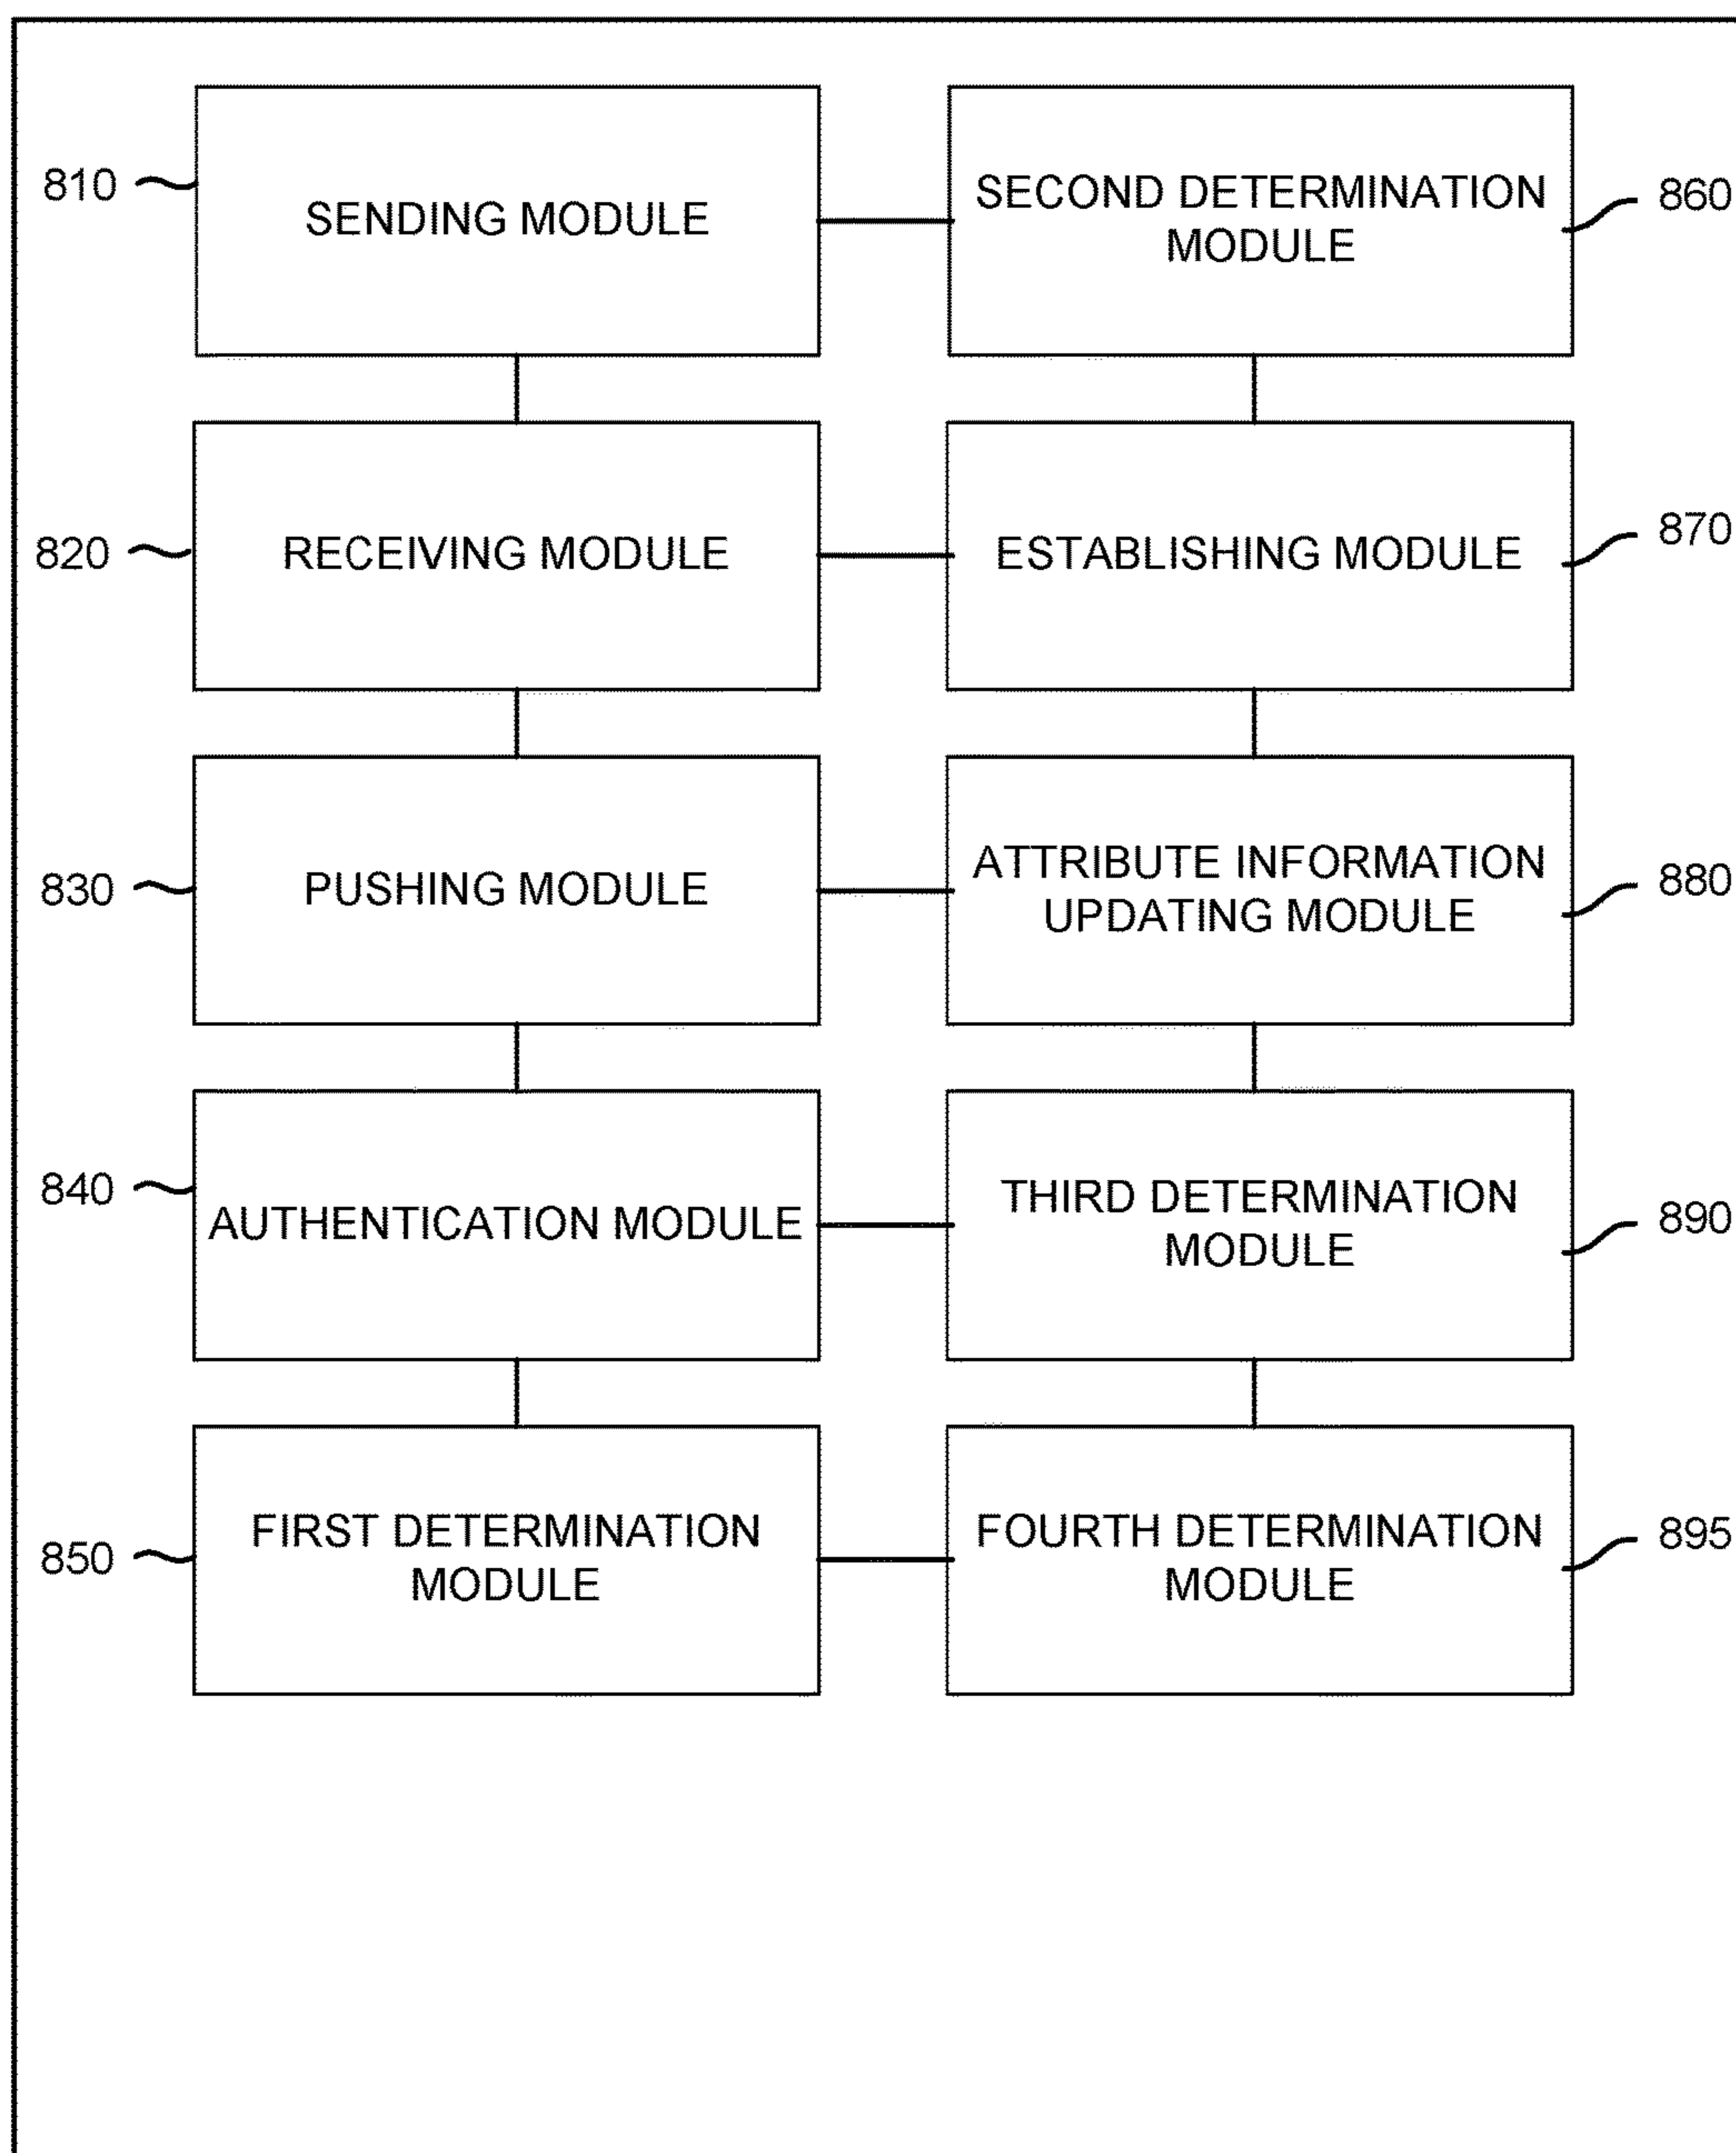 810
SENDING MODULE
SECOND DETERMINATION
MODULE
860
820
RECEIVING MODULE
ESTABLISHING MODULE
870
830
PUSHING MODULE
ATTRIBUTE INFORMATION
UPDATING MODULE
880
840
AUTHENTICATION MODULE
THIRD DETERMINATION
MODULE
890
850
FIRST DETERMINATION
MODULE
FOURTH DETERMINATION
MODULE
895